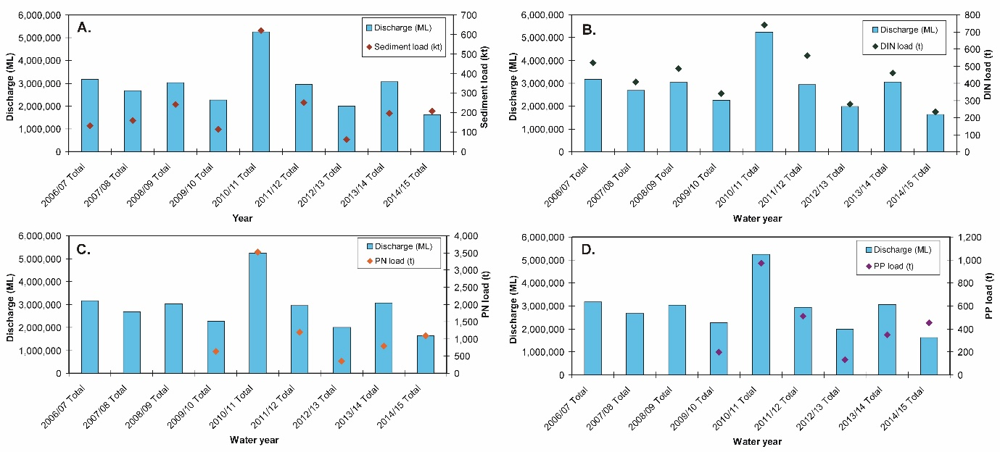 A.
Discharge (ML)
Sediment load (kt)
6,000,000
5,000,000
4,000,000
3,000,000
2,000,000
1,000,000
0
Discharge (ML)
700
600
500
400
300
200
100
0
Sediment load (kt)
2006/07 Total
2007/08 Total
2008/09 Total
2009/10 Total
2010/11 Total
2011/12 Total
2012/13 Total
2013/14 Total
2014/15 Total
Year
B.
Discharge (ML)
DIN load (t)
6,000,000
5,000,000
4,000,000
3,000,000
2,000,000
1,000,000
0
Discharge (ML)
800
700
600
500
400
300
200
100
0
DIN load (t)
2006/07 Total
2007/08 Total
2008/09 Total
2009/10 Total
2010/11 Total
2011/12 Total
2012/13 Total
2013/14 Total
2014/15 Total
Water year
C.
Discharge (ML)
PN load (t)
6,000,000
5,000,000
4,000,000
3,000,000
2,000,000
1,000,000
0
Discharge (ML)
4,000
3,500
3,000
2,500
2,000
1,500
1,000
500
0
PN load (t)
2006/07 Total
2007/08 Total
2008/09 Total
2009/10 Total
2010/11 Total
2011/12 Total
2012/13 Total
2013/14 Total
2014/15 Total
Water year
D.
Discharge (ML)
PP load (t)
6,000,000
5,000,000
4,000,000
3,000,000
2,000,000
1,000,000
0
Discharge (ML)
1,200
1,000
800
600
400
200
0
PP load (t)
2006/07 Total
2007/08 Total
2008/09 Total
2009/10 Total
2010/11 Total
2011/12 Total
2012/13 Total
2013/14 Total
2014/15 Total
Water year